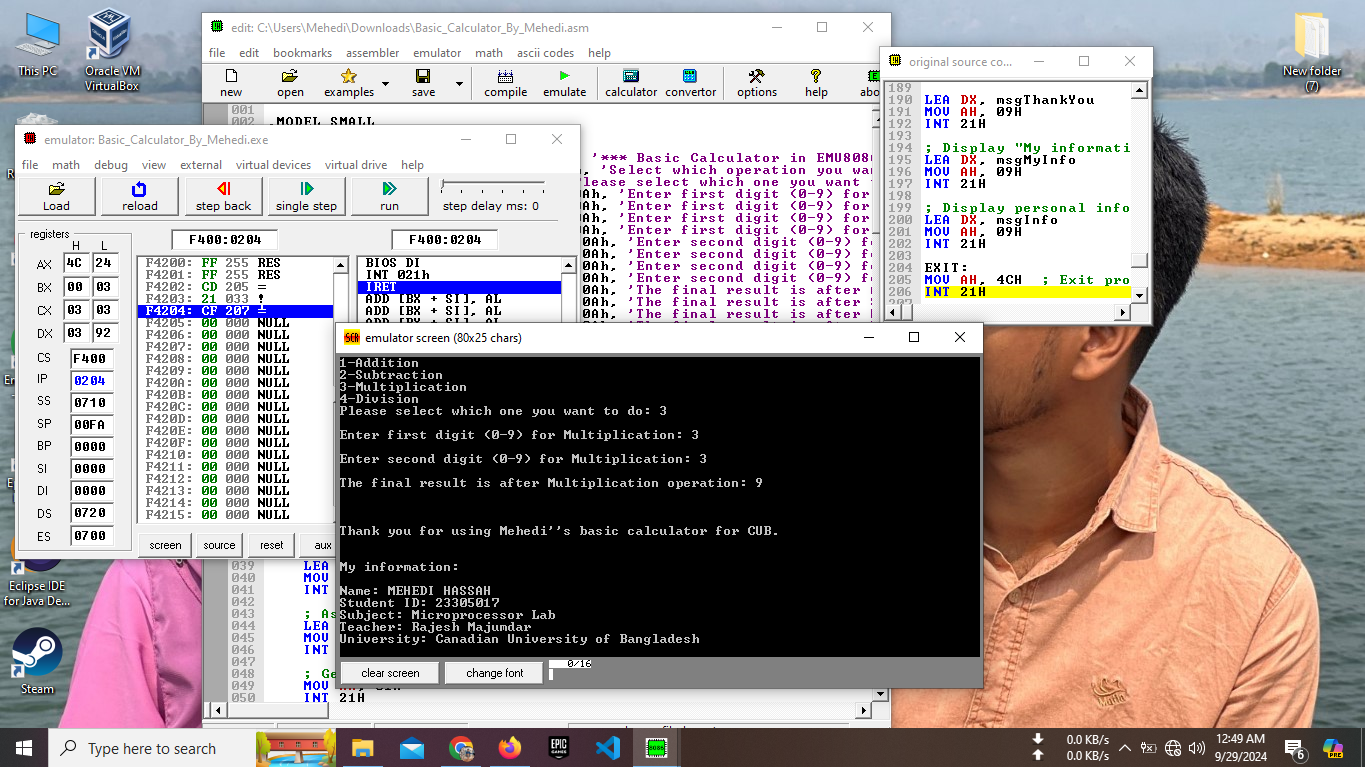 This PC
Oracle VM
VirtualBox
New folder
(7)
edit: C:\Users\Mehedi\Downloads\Basic_Calculator_By_Mehedi.asm
file edit bookmarks assembler emulator math ascii codes help
new open examples save compile emulate calculator convertor options help abo
001
002 .MODEL SMALL
'*** Basic Calculator in EMU808
'Select which operation you wan
lease select which one you want
0Ah, 'Enter first digit (0-9) for
0Ah, 'Enter first digit (0-9) for
0Ah, 'Enter first digit (0-9) for
0Ah, 'Enter first digit (0-9) for
0Ah, 'Enter second digit (0-9) f
0Ah, 'Enter second digit (0-9) f
0Ah, 'Enter second digit (0-9) f
0Ah, 'Enter second digit (0-9) f
0Ah, 'The final result is after
0Ah, 'The final result is after
0Ah, 'The final result is after
original source co...
189
190 LEA DX, msgThankYou
191 MOV AH, 09H
192 INT 21H
193
194 ; Display "My informati
195 LEA DX, msgMyInfo
196 MOV AH, 09H
197 INT 21H
198
199 ; Display personal info
200 LEA DX, msgInfo
201 MOV AH, 09H
202 INT 21H
203
204 EXIT:
205 MOV AH, 4CH ; Exit pro
206 INT 21H
207
emulator: Basic_Calculator_By_Mehedi.exe
file math debug view external virtual devices virtual drive help
Load reload step back single step run step delay ms: 0
registers
H L
F400:0204 F400:0204
AX 4C 24
BX 00 03
CX 03 03
DX 03 92
CS F400
IP 0204
SS 0710
SP 00FA
BP 0000
SI 0000
DI 0000
DS 0720
ES 0700
F4200: FF 255 RES
F4201: FF 255 RES
F4202: CD 205 =
F4203: 21 033 !
F4204: CF 207 ╧
F4205: 00 000 NULL
F4206: 00 000 NULL
F4207: 00 000 NULL
F4208: 00 000 NULL
F4209: 00 000 NULL
F420A: 00 000 NULL
F420B: 00 000 NULL
F420C: 00 000 NULL
F420D: 00 000 NULL
F420E: 00 000 NULL
F420F: 00 000 NULL
F4210: 00 000 NULL
F4211: 00 000 NULL
F4212: 00 000 NULL
F4213: 00 000 NULL
F4214: 00 000 NULL
F4215: 00 000 NULL
BIOS DI
INT 021h
IRET
ADD [BX + SI], AL
ADD [BX + SI], AL
ADD [BX + SI], AL
screen source reset aux
emulator screen (80x25 chars)
1-Addition
2-Subtraction
3-Multiplication
4-Division
Please select which one you want to do: 3
Enter first digit (0-9) for Multiplication: 3
Enter second digit (0-9) for Multiplication: 3
The final result is after Multiplication operation: 9
Thank you for using Mehedi''s basic calculator for CUB.
My information:
Name: MEHEDI HASSAH
Student ID: 23305017
Subject: Microprocessor Lab
Teacher: Rajesh Majumdar
University: Canadian University of Bangladesh
clear screen change font 0/16
039 LEA
040 MOV
041 INT
042
043 ; As
044 LEA
045 MOV
046 INT
047
048 ; Ge
049 MOV AH, 01H
050 INT 21H
Eclipse IDE
for Java De...
Steam
Type here to search
EPIC
GAMES
8086
0.0 KB/s
0.0 KB/s
12:49 AM
9/29/2024
6
PRE